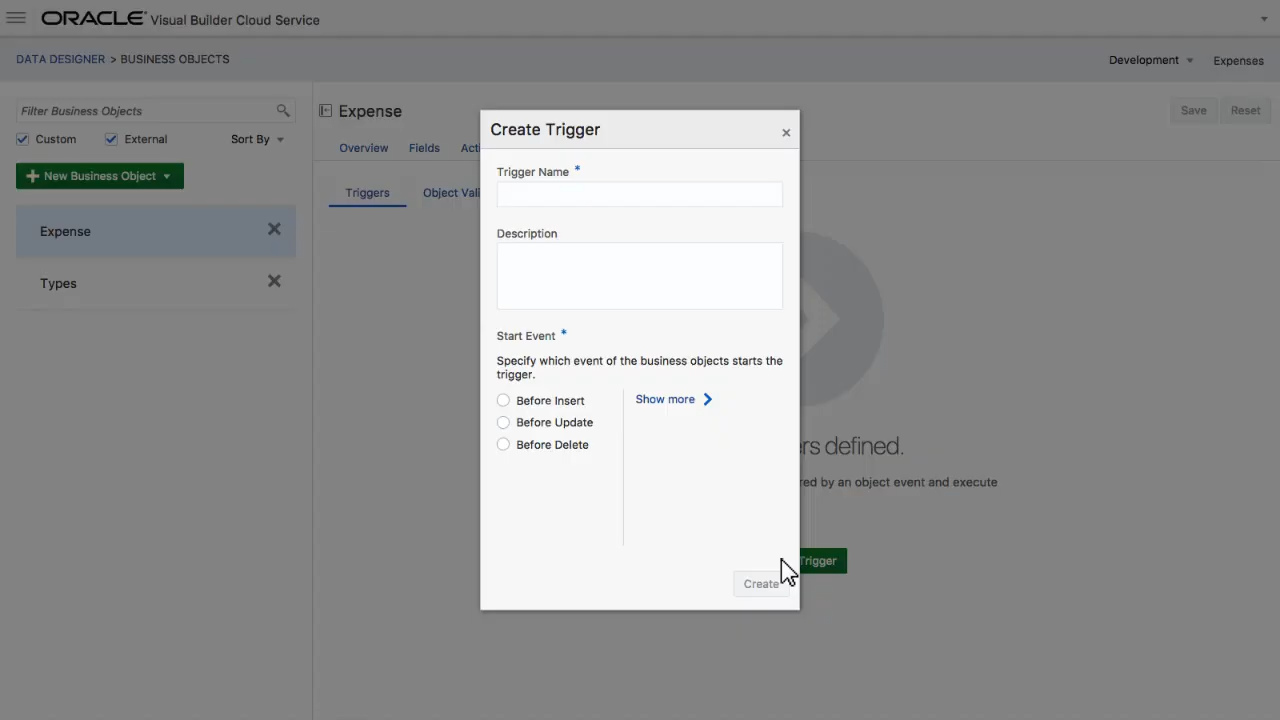 ORACLE® Visual Builder Cloud Service
DATA DESIGNER > BUSINESS OBJECTS
Development
Expenses
Filter Business Objects
Custom
External
Sort By
New Business Object
Expense
Types
Expense
Save
Reset
Overview
Fields
Triggers
Create Trigger
×
Trigger Name *
Description
Start Event *
Specify which event of the business objects starts the
trigger.
Before Insert
Before Update
Before Delete
Show more
Create
defined.
red by an object event and execute
Trigger